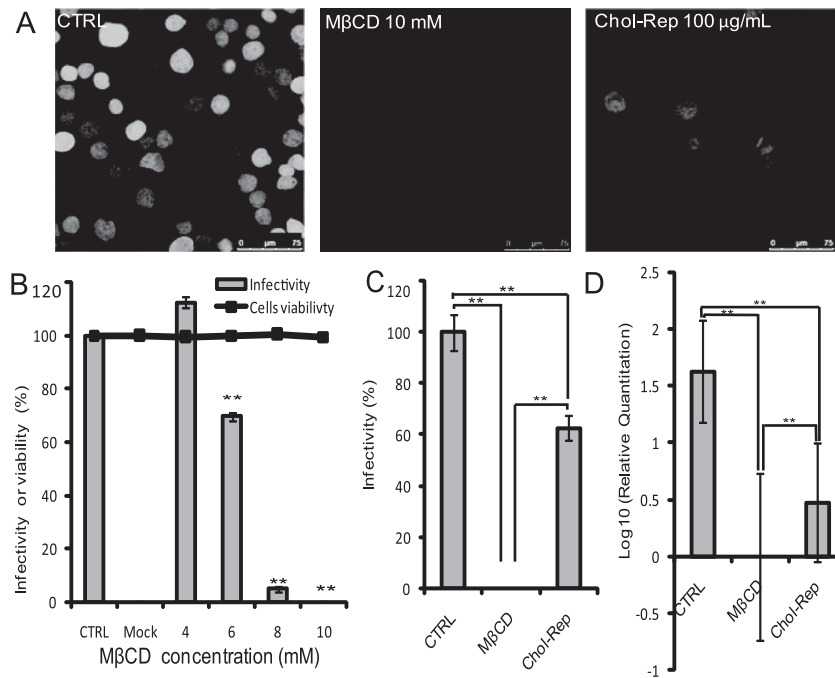 A
CTRL
MβCD 10 mM
Chol-Rep 100 µg/mL
0 µm 75
0 µm 75
0 µm 75
B
Infectivity
Cells viabilivty
Infectivity or viability (%)
120
100
80
60
40
20
0
**
**
**
CTRL Mock 4 6 8 10
MβCD concentration (mM)
C
Infectivity (%)
120
100
80
60
40
20
0
**
**
**
CTRL
MβCD
Chol-Rep
D
Log10 (Relative Quantitation)
2.5
2
1.5
1
0.5
0
-0.5
-1
**
**
**
CTRL
MβCD
Chol-Rep